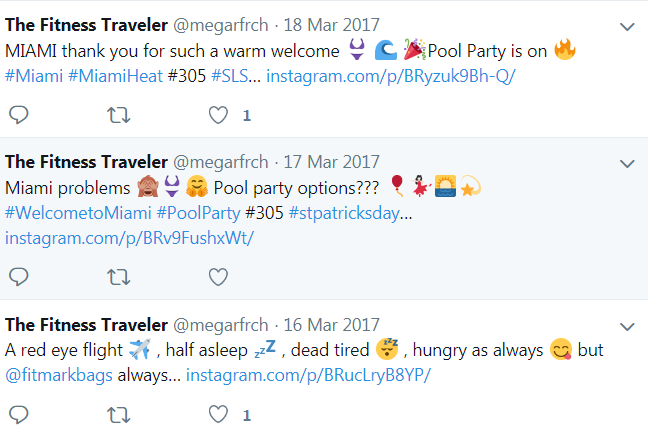 The Fitness Traveler @megarfrch · 18 Mar 2017
MIAMI thank you for such a warm welcome 👙 🌊 🎉Pool Party is on 🔥
#Miami #MiamiHeat #305 #SLS… instagram.com/p/BRyzuk9Bh-Q/
1
The Fitness Traveler @megarfrch · 17 Mar 2017
Miami problems 🙈👙🤗 Pool party options??? 🎈💃🌅💫
#WelcometoMiami #PoolParty #305 #stpatricksday…
instagram.com/p/BRv9FushxWt/
The Fitness Traveler @megarfrch · 16 Mar 2017
A red eye flight ✈️ , half asleep 💤 , dead tired 😴 , hungry as always 😋 but
@fitmarkbags always… instagram.com/p/BRucLryB8YP/
1